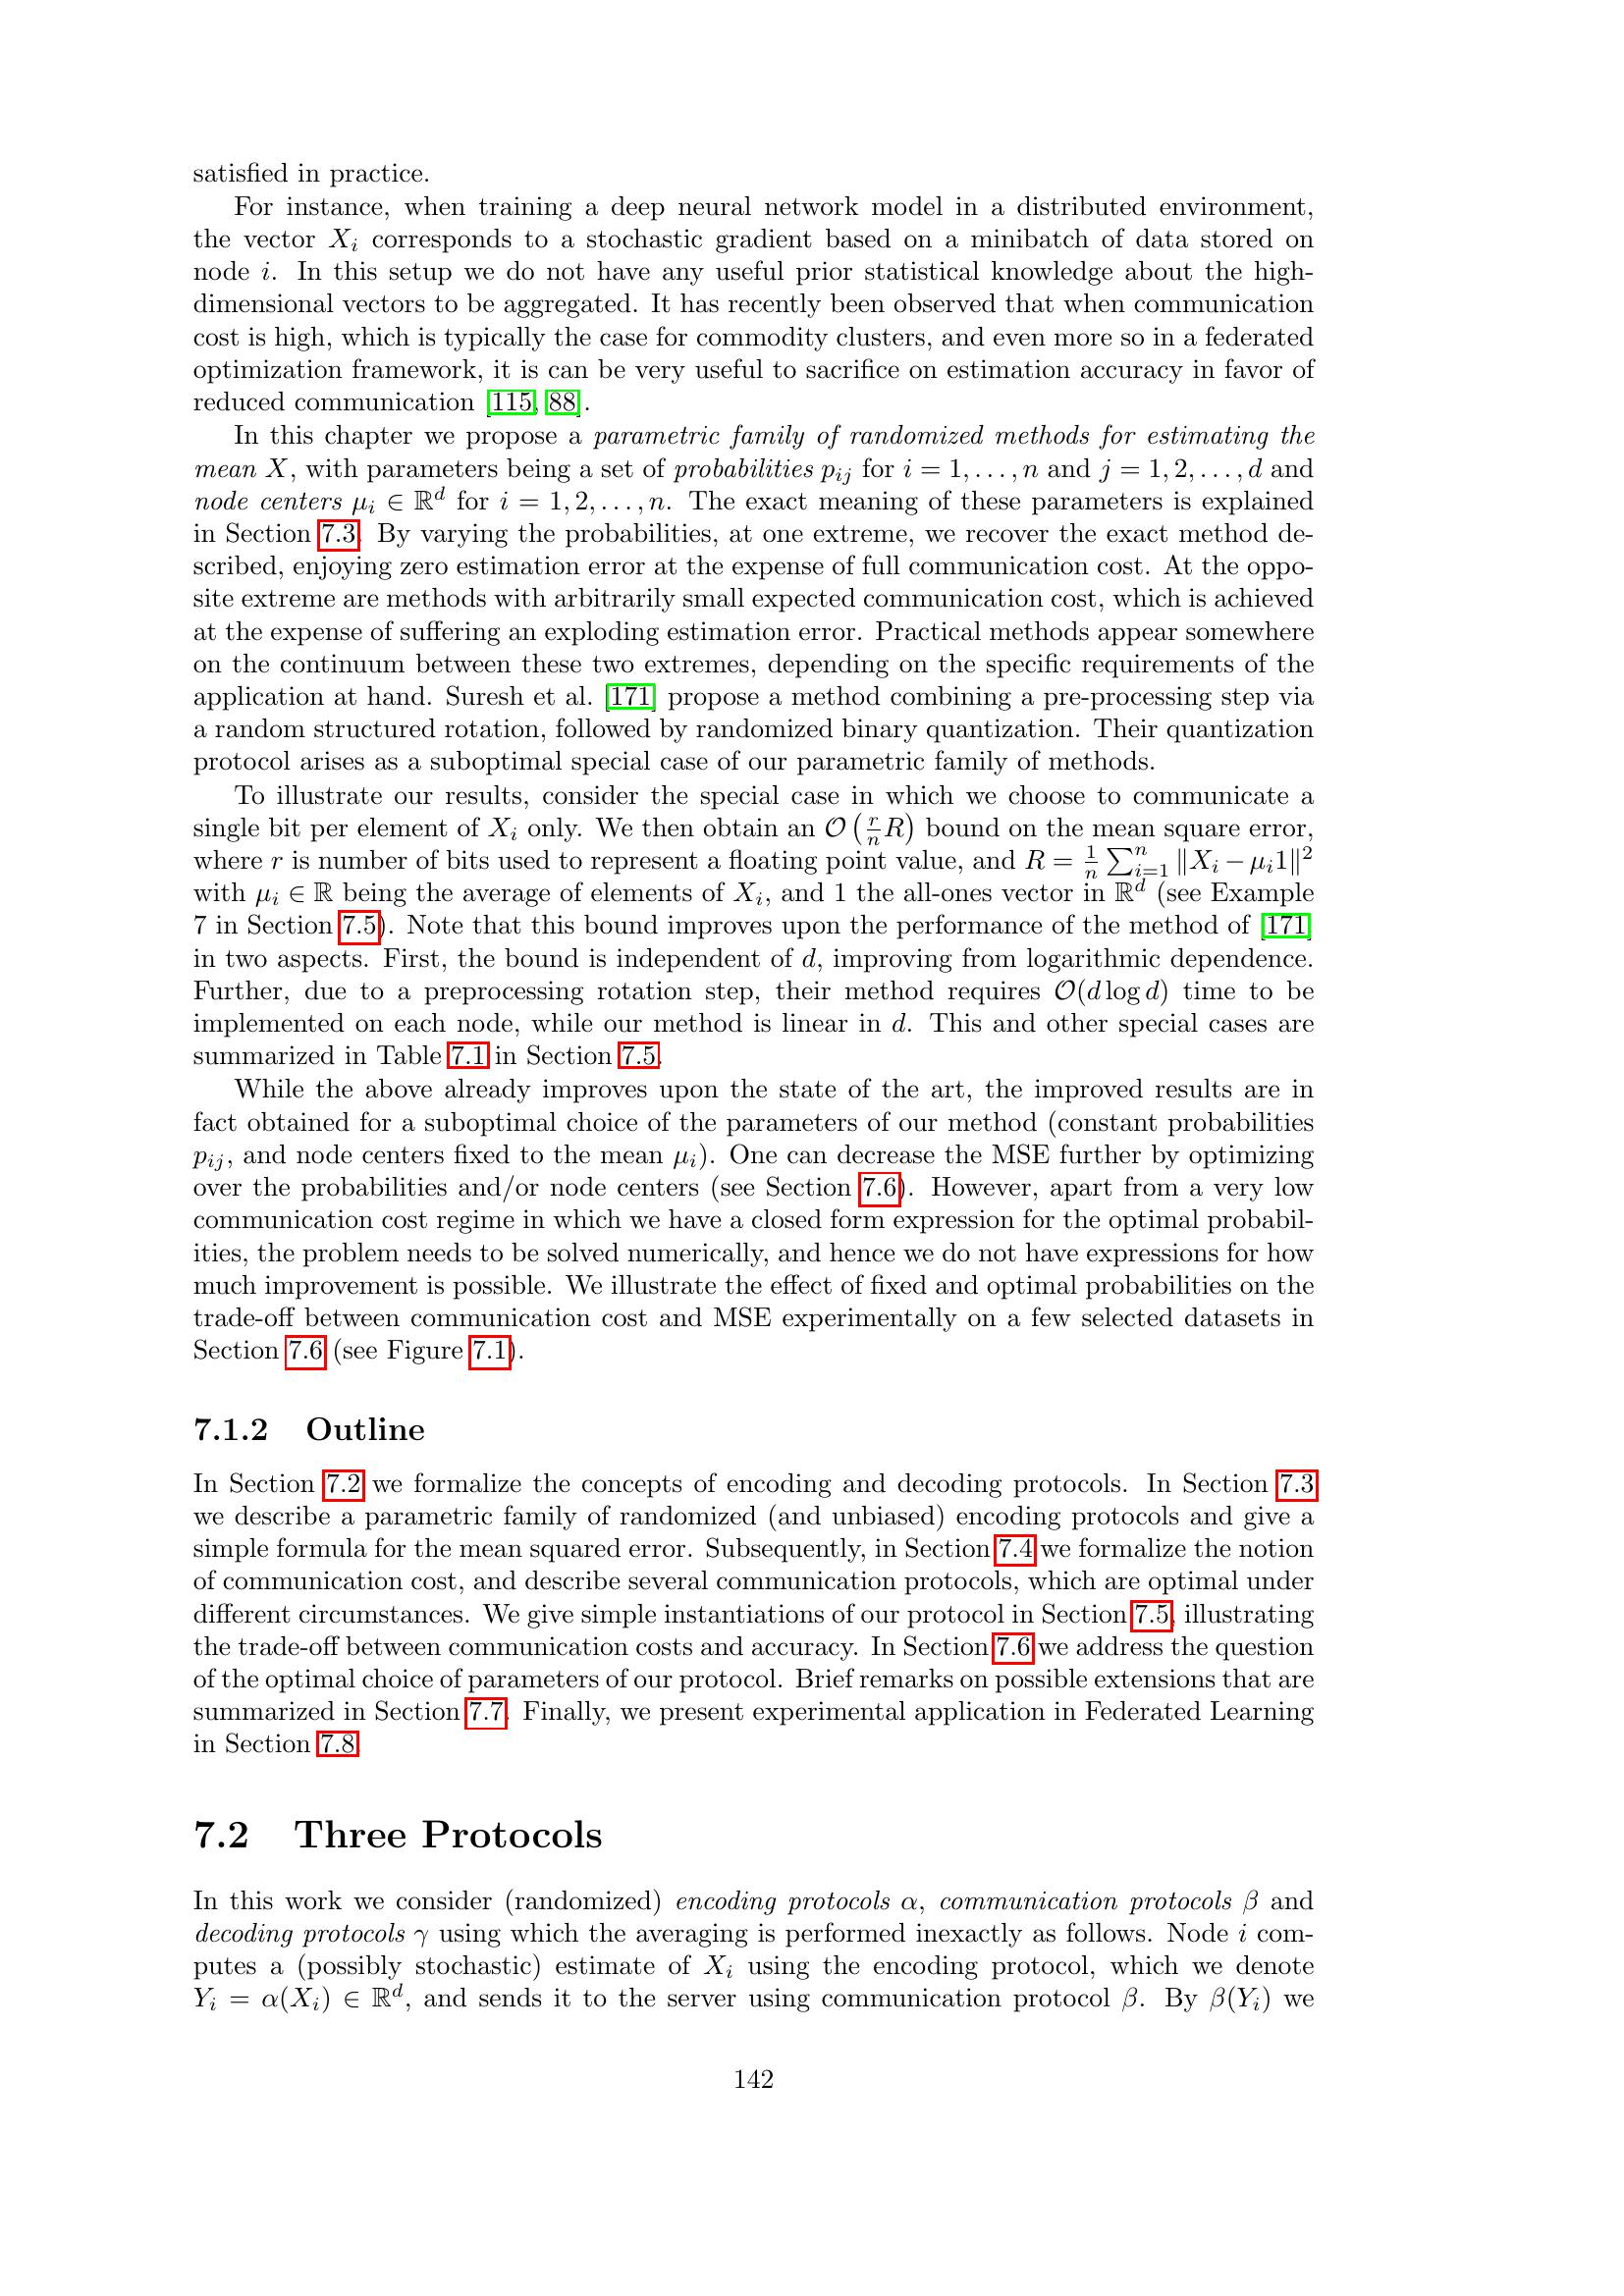 satisfied in practice.
For instance, when training a deep neural network model in a distributed environment,
the vector $X_i$ corresponds to a stochastic gradient based on a minibatch of data stored on
node $i$. In this setup we do not have any useful prior statistical knowledge about the high-
dimensional vectors to be aggregated. It has recently been observed that when communication
cost is high, which is typically the case for commodity clusters, and even more so in a federated
optimization framework, it is can be very useful to sacrifice on estimation accuracy in favor of
reduced communication [115, 88].
In this chapter we propose a parametric family of randomized methods for estimating the
mean $X$, with parameters being a set of probabilities $p_{ij}$ for $i = 1, \ldots, n$ and $j = 1, 2, \ldots, d$ and
node centers $\mu_i \in \mathbb{R}^d$ for $i = 1, 2, \ldots, n$. The exact meaning of these parameters is explained
in Section 7.3. By varying the probabilities, at one extreme, we recover the exact method de-
scribed, enjoying zero estimation error at the expense of full communication cost. At the oppo-
site extreme are methods with arbitrarily small expected communication cost, which is achieved
at the expense of suffering an exploding estimation error. Practical methods appear somewhere
on the continuum between these two extremes, depending on the specific requirements of the
application at hand. Suresh et al. [171] propose a method combining a pre-processing step via
a random structured rotation, followed by randomized binary quantization. Their quantization
protocol arises as a suboptimal special case of our parametric family of methods.
To illustrate our results, consider the special case in which we choose to communicate a
single bit per element of $X_i$ only. We then obtain an $\mathcal{O}\left(\frac{r}{n}R\right)$ bound on the mean square error,
where $r$ is number of bits used to represent a floating point value, and $R = \frac{1}{n}\sum_{i=1}^n \|X_i - \mu_i 1\|^2$
with $\mu_i \in \mathbb{R}$ being the average of elements of $X_i$, and 1 the all-ones vector in $\mathbb{R}^d$ (see Example
7 in Section 7.5). Note that this bound improves upon the performance of the method of [171]
in two aspects. First, the bound is independent of $d$, improving from logarithmic dependence.
Further, due to a preprocessing rotation step, their method requires $\mathcal{O}(d \log d)$ time to be
implemented on each node, while our method is linear in $d$. This and other special cases are
summarized in Table 7.1 in Section 7.5.
While the above already improves upon the state of the art, the improved results are in
fact obtained for a suboptimal choice of the parameters of our method (constant probabilities
$p_{ij}$, and node centers fixed to the mean $\mu_i$). One can decrease the MSE further by optimizing
over the probabilities and/or node centers (see Section 7.6). However, apart from a very low
communication cost regime in which we have a closed form expression for the optimal probabil-
ities, the problem needs to be solved numerically, and hence we do not have expressions for how
much improvement is possible. We illustrate the effect of fixed and optimal probabilities on the
trade-off between communication cost and MSE experimentally on a few selected datasets in
Section 7.6 (see Figure 7.1).
7.1.2 Outline
In Section 7.2 we formalize the concepts of encoding and decoding protocols. In Section 7.3
we describe a parametric family of randomized (and unbiased) encoding protocols and give a
simple formula for the mean squared error. Subsequently, in Section 7.4 we formalize the notion
of communication cost, and describe several communication protocols, which are optimal under
different circumstances. We give simple instantiations of our protocol in Section 7.5, illustrating
the trade-off between communication costs and accuracy. In Section 7.6 we address the question
of the optimal choice of parameters of our protocol. Brief remarks on possible extensions that are
summarized in Section 7.7. Finally, we present experimental application in Federated Learning
in Section 7.8
7.2 Three Protocols
In this work we consider (randomized) encoding protocols $\alpha$, communication protocols $\beta$ and
decoding protocols $\gamma$ using which the averaging is performed inexactly as follows. Node $i$ com-
putes a (possibly stochastic) estimate of $X_i$ using the encoding protocol, which we denote
$Y_i = \alpha(X_i) \in \mathbb{R}^d$, and sends it to the server using communication protocol $\beta$. By $\beta(Y_i)$ we
142